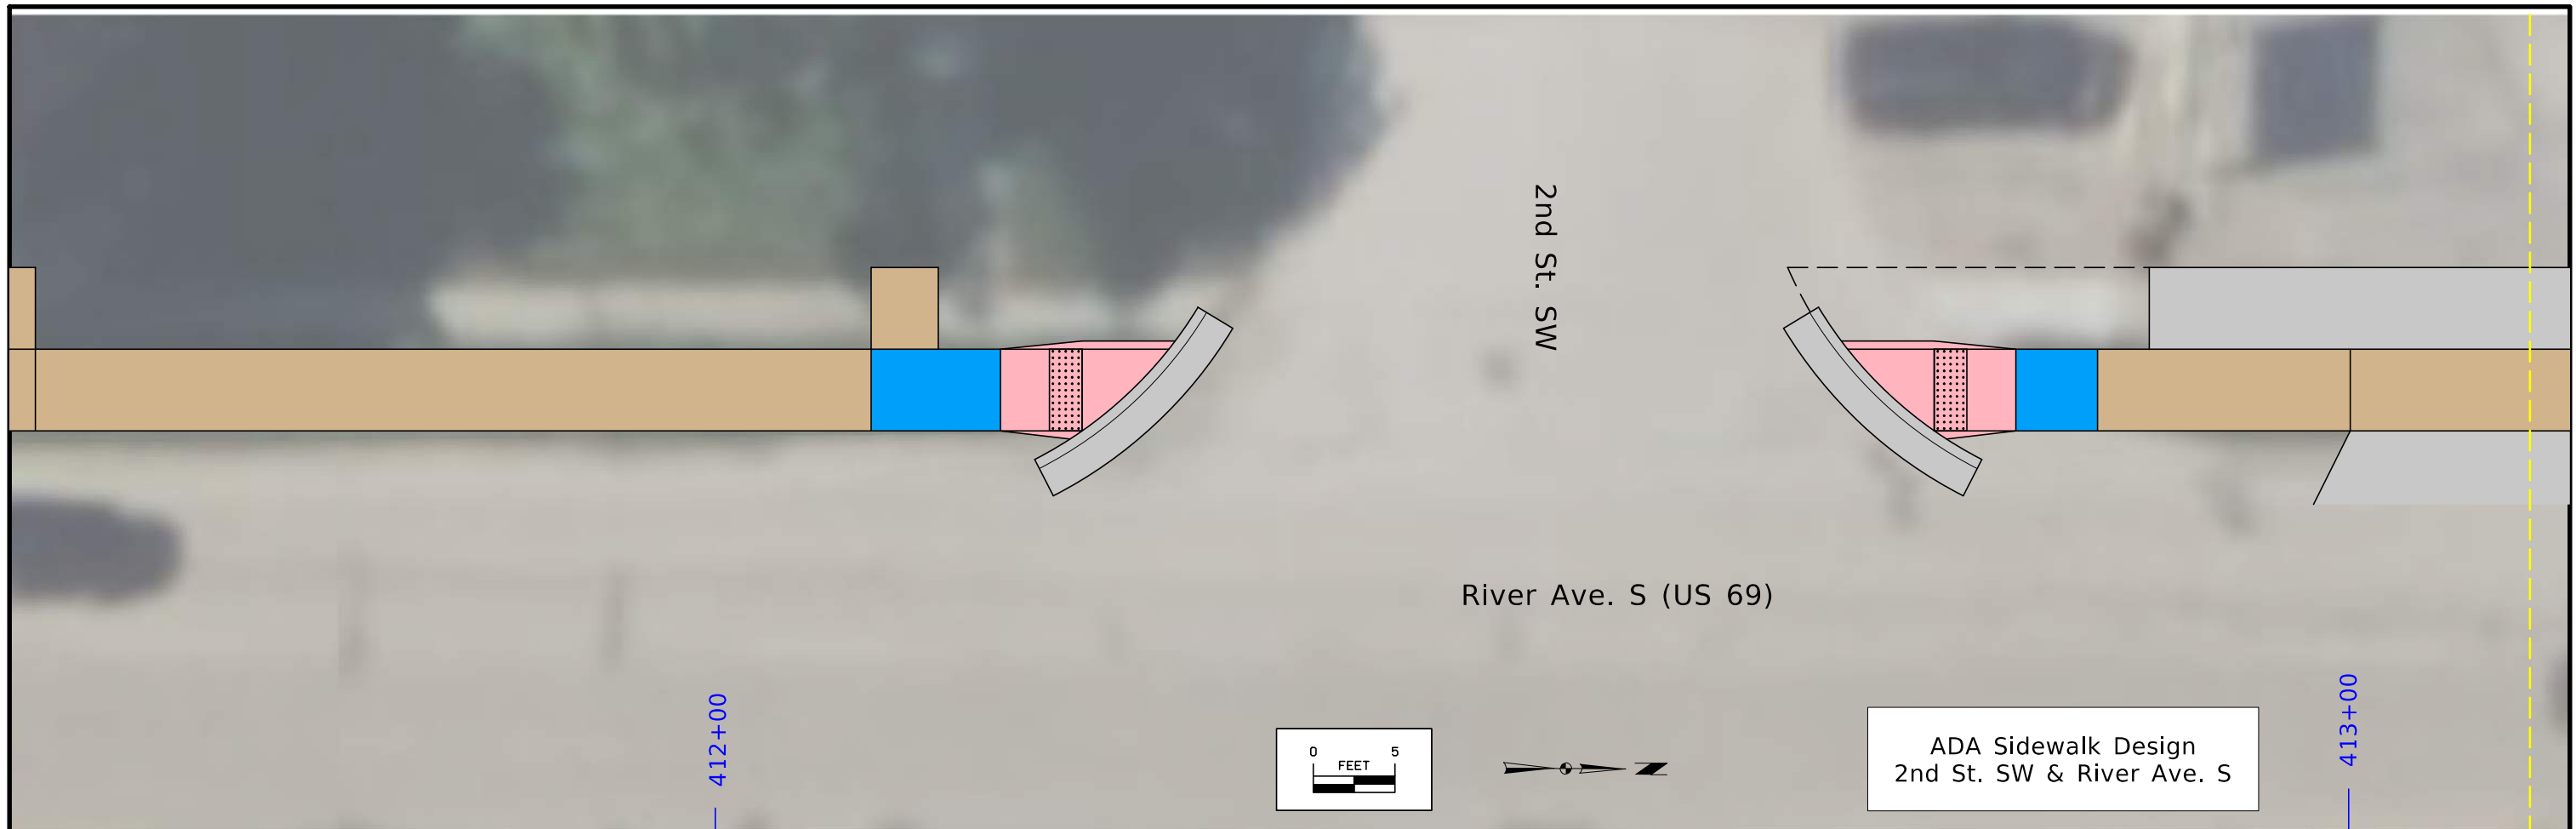 2nd St. SW
River Ave. S (US 69)
412+00
0 5
FEET
N
ADA Sidewalk Design
2nd St. SW & River Ave. S
413+00